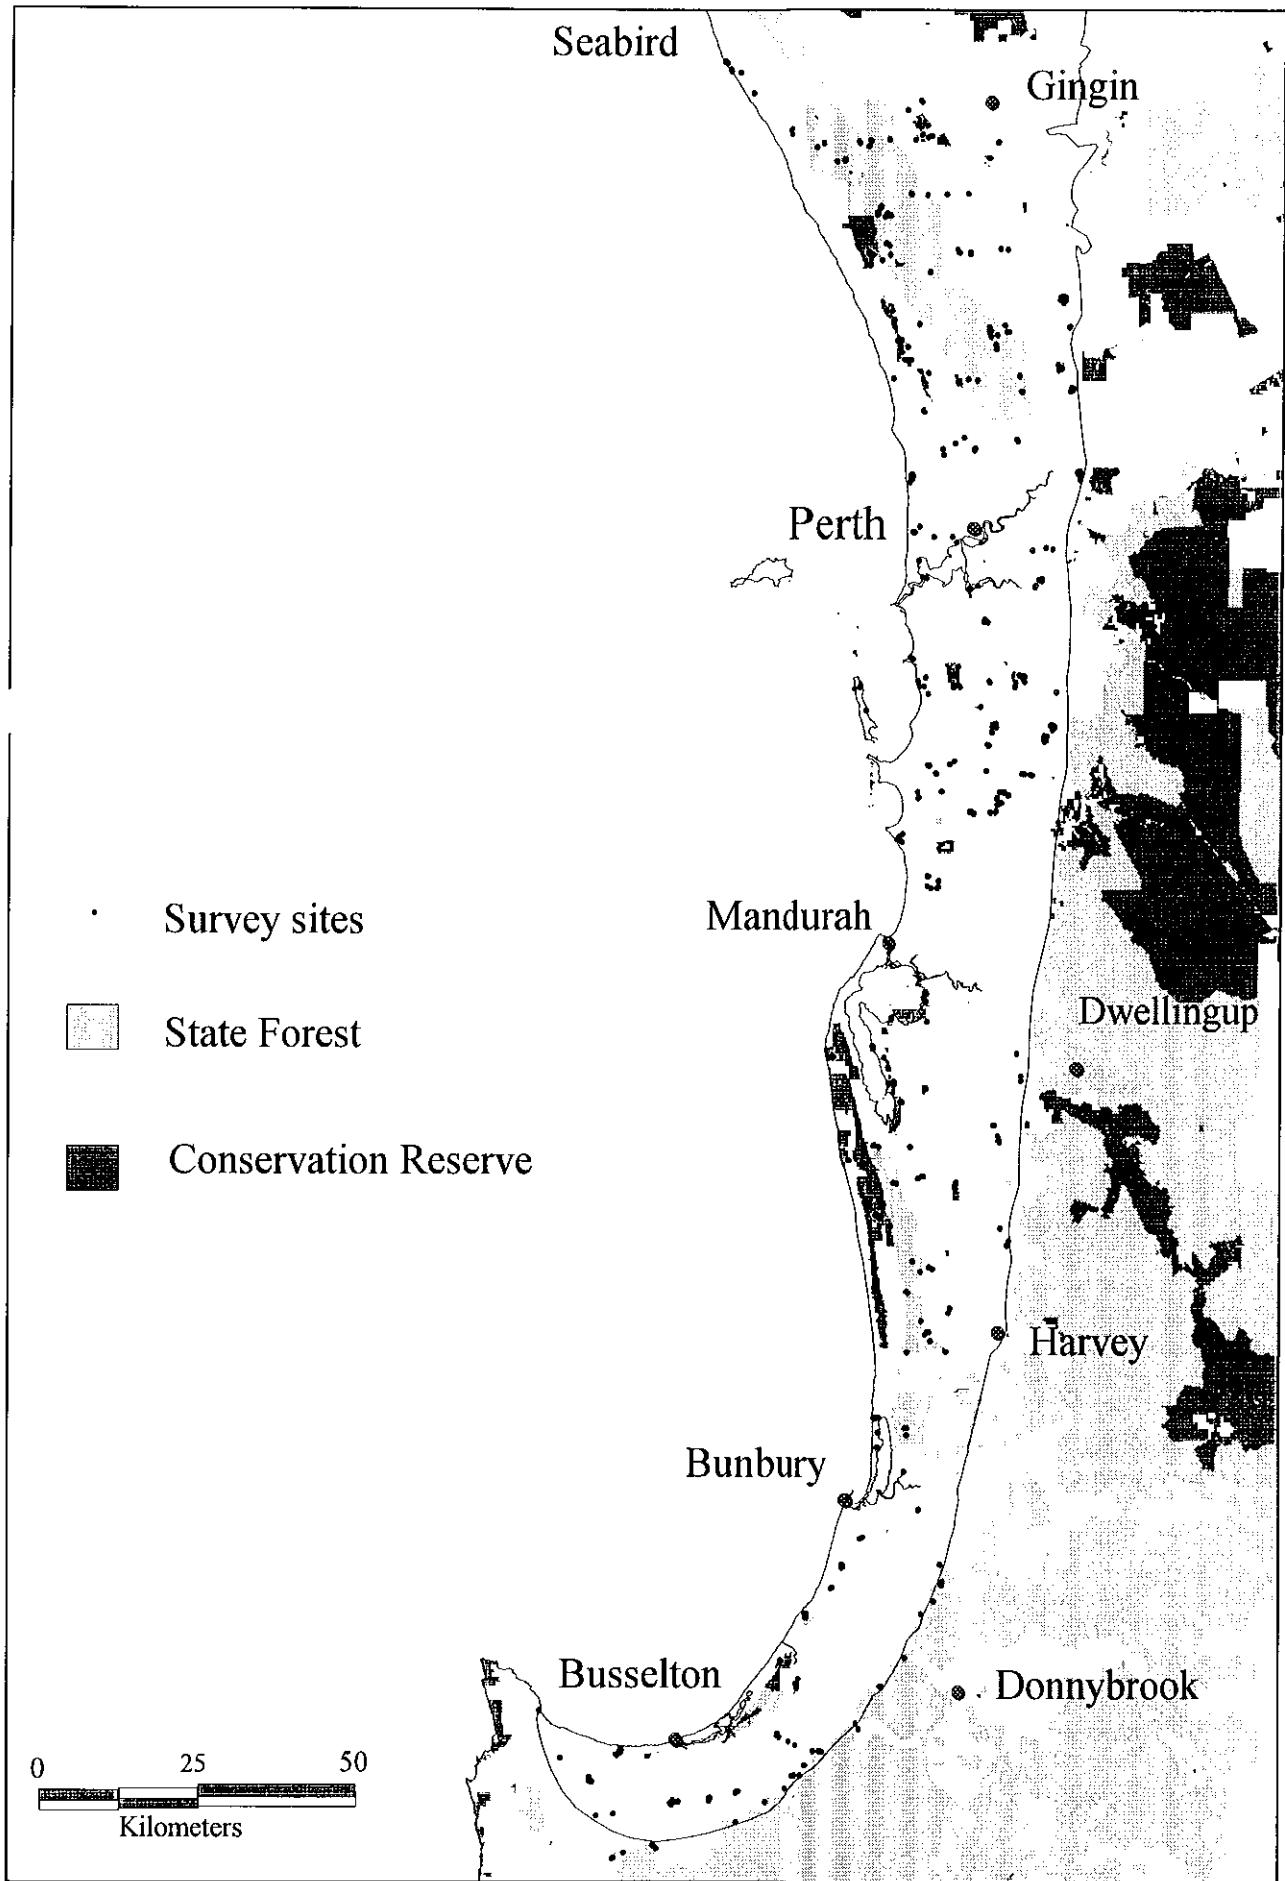 Seabird
Gingin
Perth
Mandurah
Survey sites
State Forest
Dwellingup
Conservation Reserve
Harvey
Bunbury
Busselton
Donnybrook
0 25 50
Kilometers